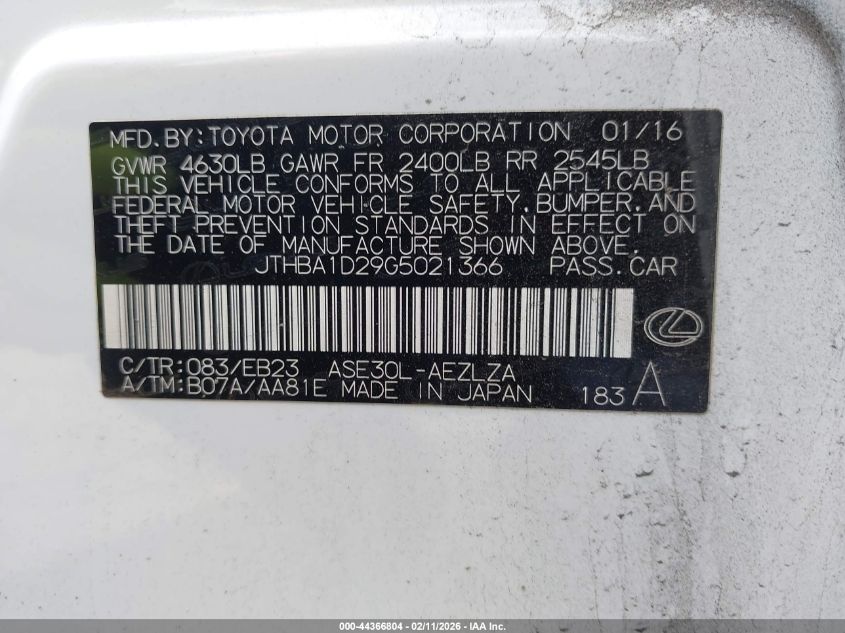 MFD.BY:TOYOTA MOTOR CORPORATION 01/16
GVWR 4630LB GAWR FR 2400LB RR 2545LB
THIS VEHICLE CONFORMS TO ALL APPLICABLE
FEDERAL MOTOR VEHICLE SAFETY,BUMPER,AND
THEFT PREVENTION STANDARDS IN EFFECT ON
THE DATE OF MANUFACTURE SHOWN ABOVE.
JTHBA1D29G5021366 PASS.CAR
C/TR:083/EB23 ASE30L-AEZLZA
A/TM:B07A/AA81E MADE IN JAPAN 183A
000-44366804 - 02/11/2026 - IAA Inc.